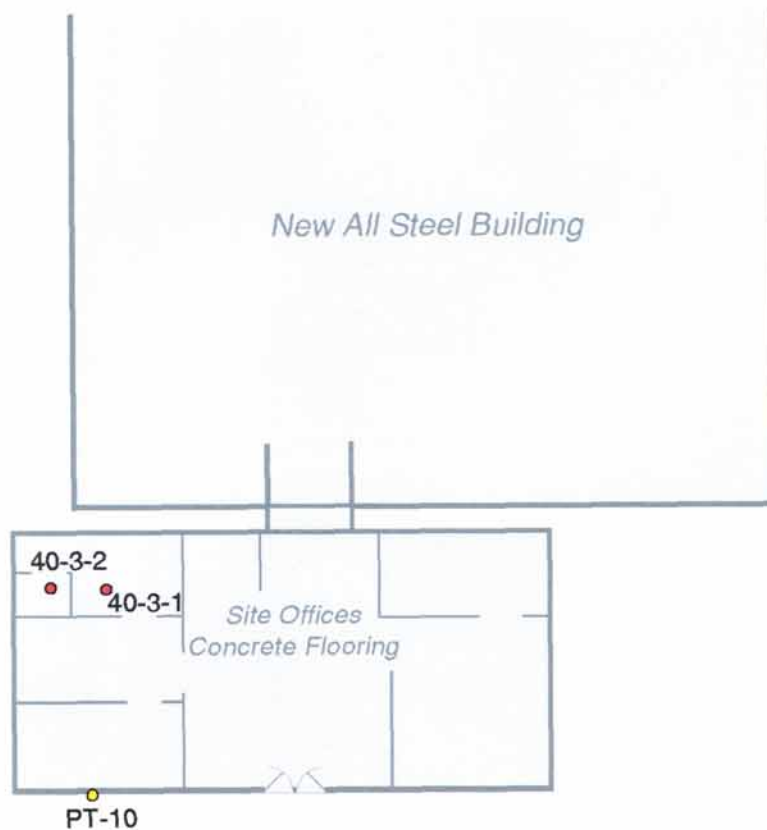 New All Steel Building
40-3-2
40-3-1
Site Offices
Concrete Flooring
PT-10